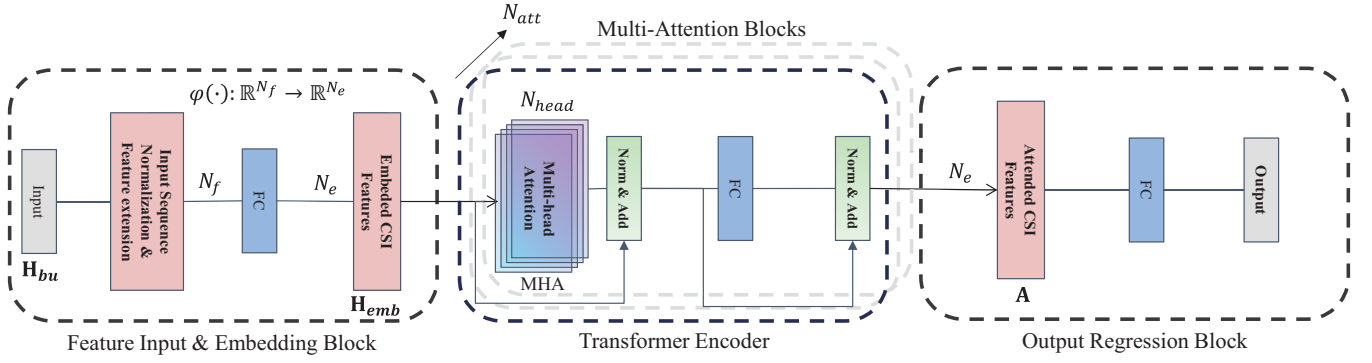 N_att
Multi-Attention Blocks
φ(·): ℝ^{N_f} → ℝ^{N_e}
Input
H_bu
Input Sequence
Normalization &
Feature extension
N_f
FC
N_e
Embeded CSI
Features
H_emb
Feature Input & Embedding Block
N_head
Multi-head
Attention
MHA
Norm & Add
FC
Norm & Add
Transformer Encoder
N_e
Attended CSI
Features
A
FC
Output
Output Regression Block